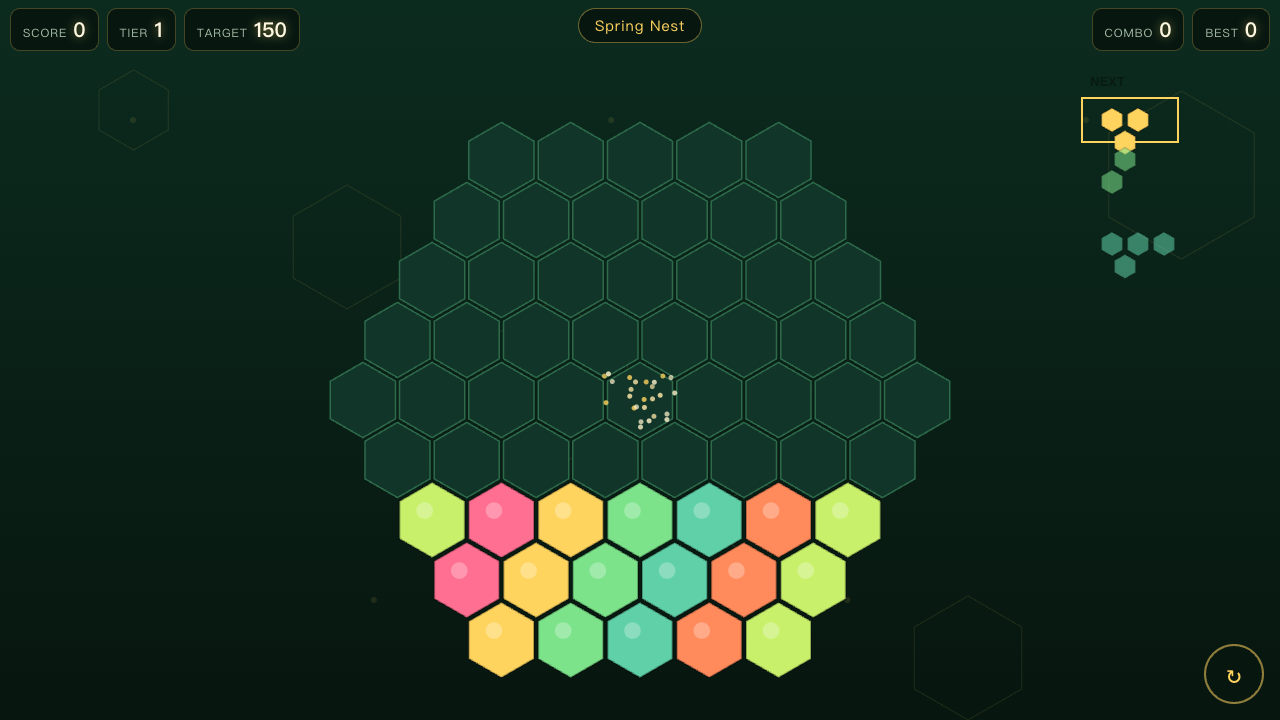 SCORE 0
TIER 1
TARGET 150
Spring Nest
COMBO 0
BEST 0
NEXT
↻